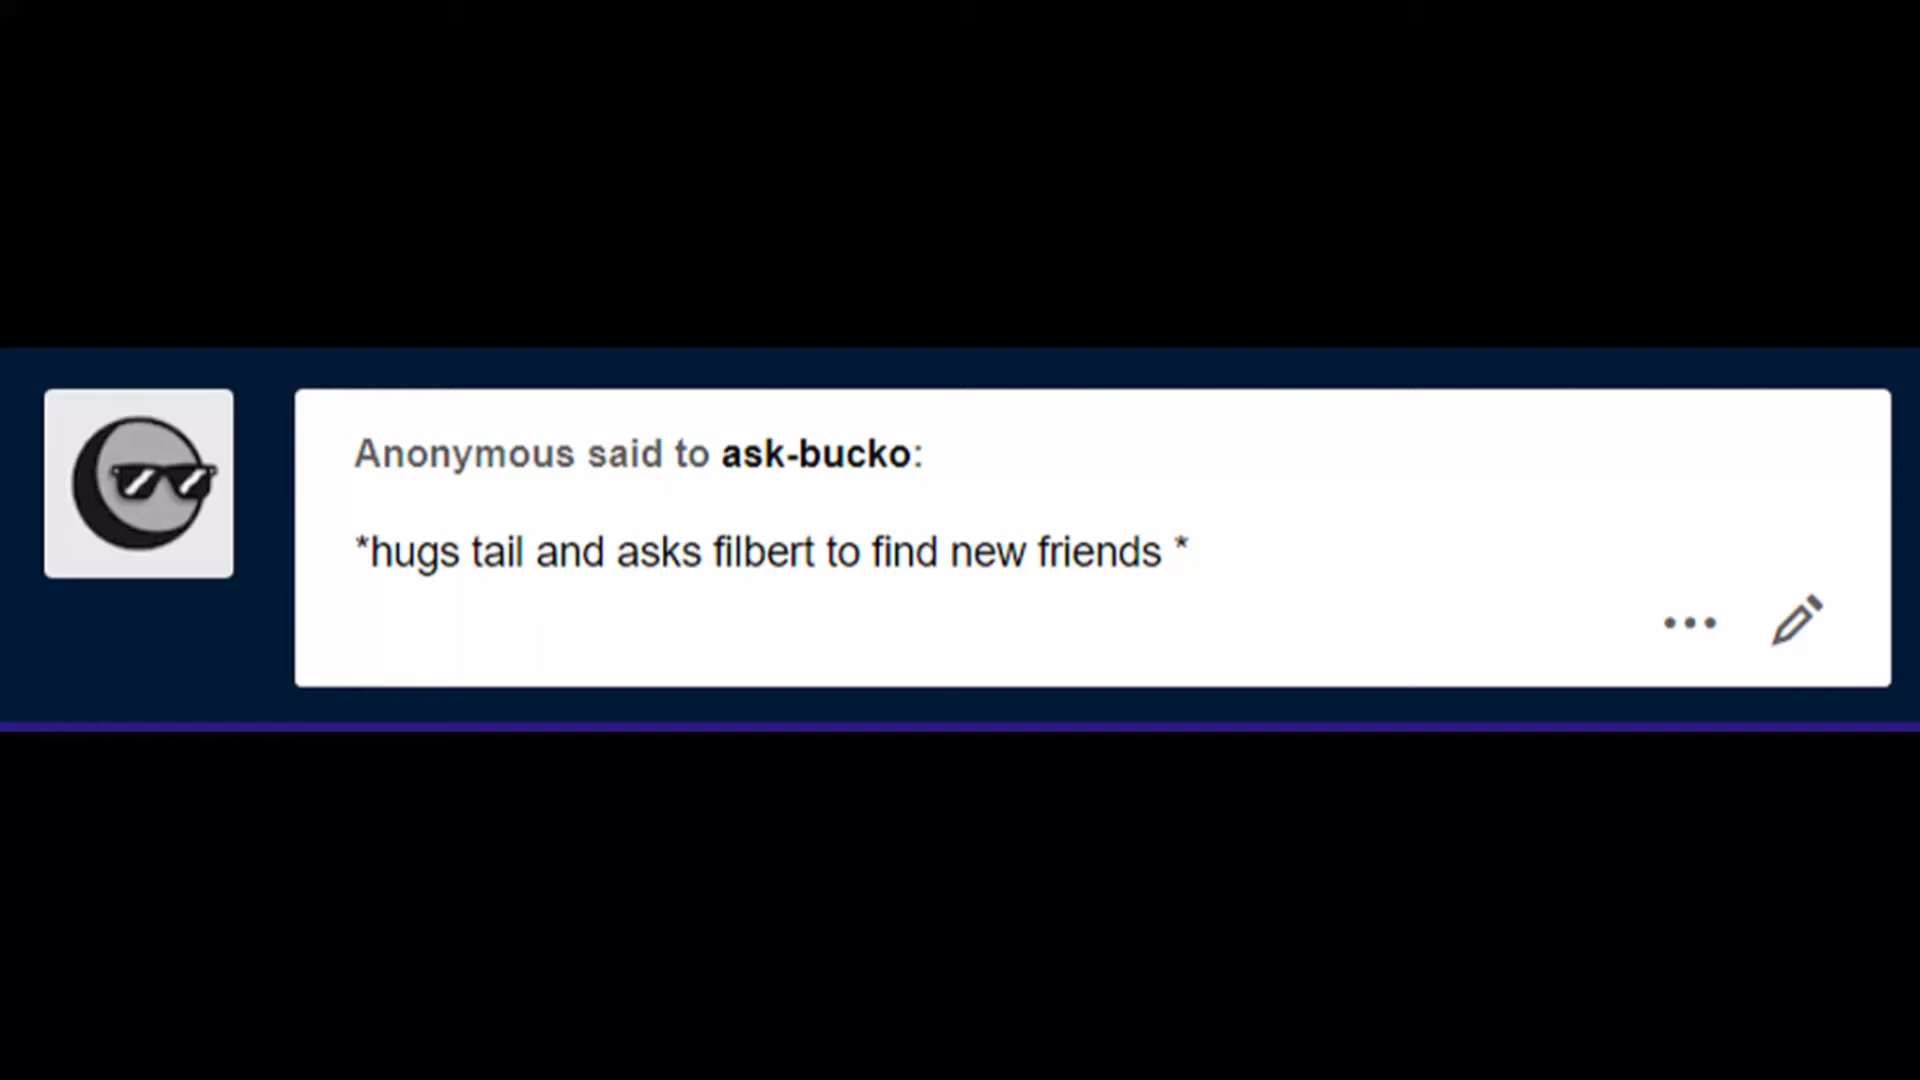 Anonymous said to ask-bucko:
*hugs tail and asks filbert to find new friends *